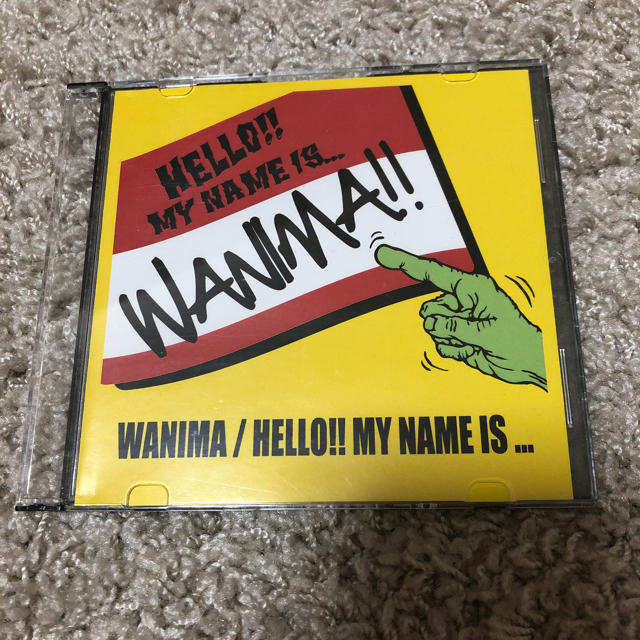 HELLO!!
MY NAME IS...
WANIMA!!
WANIMA / HELLO!! MY NAME IS ...